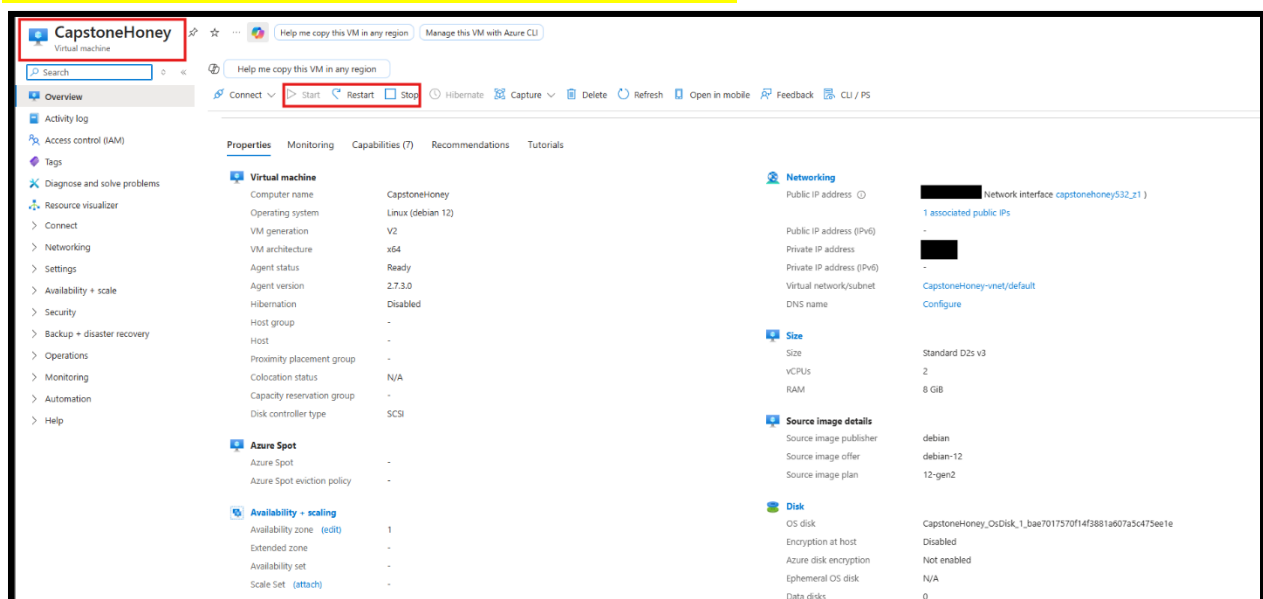 CapstoneHoney
Virtual machine
Help me copy this VM in any region
Manage this VM with Azure CLI
Search
Help me copy this VM in any region
Connect
Start
Restart
Stop
Hibernate
Capture
Delete
Refresh
Open in mobile
Feedback
CLI / PS
Overview
Activity log
Access control (IAM)
Tags
Diagnose and solve problems
Resource visualizer
Connect
Networking
Settings
Availability + scale
Security
Backup + disaster recovery
Operations
Monitoring
Automation
Help
Properties
Monitoring
Capabilities (7)
Recommendations
Tutorials
Virtual machine
Computer name CapstoneHoney
Operating system Linux (debian 12)
VM generation V2
VM architecture x64
Agent status Ready
Agent version 2.7.3.0
Hibernation Disabled
Host group -
Host -
Proximity placement group -
Colocation status N/A
Capacity reservation group -
Disk controller type SCSI
Azure Spot
Azure Spot -
Azure Spot eviction policy -
Availability + scaling
Availability zone (edit) 1
Extended zone -
Availability set -
Scale Set (attach) -
Networking
Public IP address Network interface capstonehoney532_z1 )
1 associated public IPs
Public IP address (IPv6) -
Private IP address
Private IP address (IPv6) -
Virtual network/subnet CapstoneHoney-vnet/default
DNS name Configure
Size
Size Standard D2s v3
vCPUs 2
RAM 8 GiB
Source image details
Source image publisher debian
Source image offer debian-12
Source image plan 12-gen2
Disk
OS disk CapstoneHoney_OsDisk_1_bae7017570f14f3881a607a5c475ee1e
Encryption at host Disabled
Azure disk encryption Not enabled
Ephemeral OS disk N/A
Data disks 0